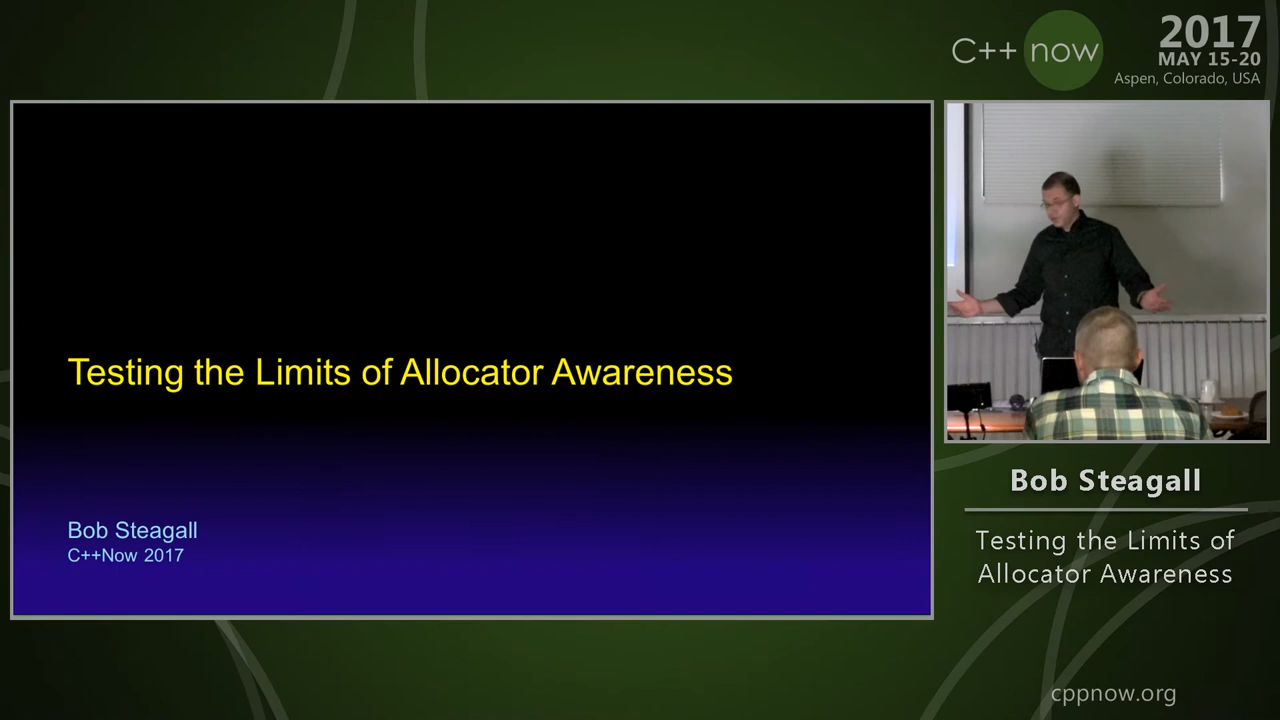 C++ now
2017
MAY 15-20
Aspen, Colorado, USA
Testing the Limits of Allocator Awareness
Bob Steagall
C++Now 2017
Bob Steagall
Testing the Limits of
Allocator Awareness
cppnow.org